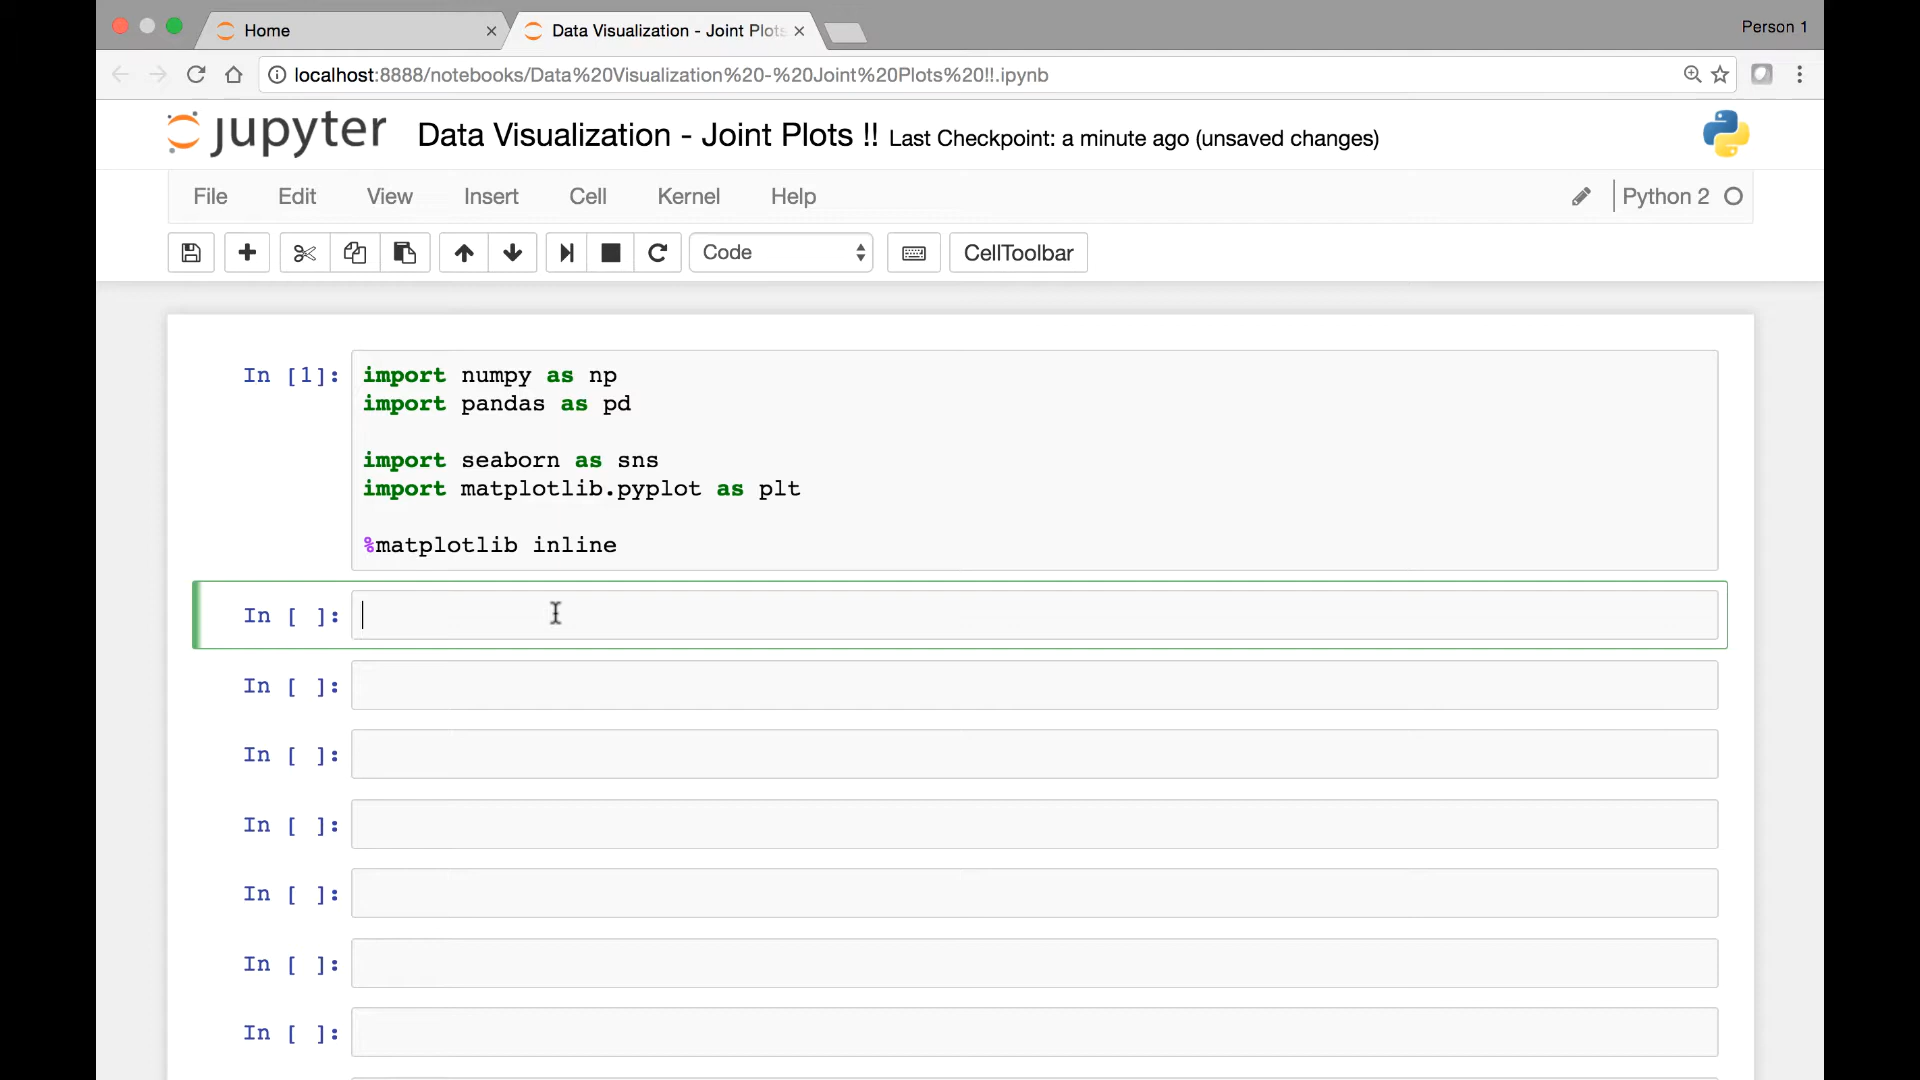 Home
Data Visualization - Joint Plots
Person 1
localhost:8888/notebooks/Data%20Visualization%20-%20Joint%20Plots%20!!.ipynb
jupyter Data Visualization - Joint Plots !! Last Checkpoint: a minute ago (unsaved changes)
File Edit View Insert Cell Kernel Help Python 2
Code CellToolbar
In [1]: import numpy as np
import pandas as pd
import seaborn as sns
import matplotlib.pyplot as plt
%matplotlib inline
In [ ]:
In [ ]:
In [ ]:
In [ ]:
In [ ]:
In [ ]:
In [ ]: